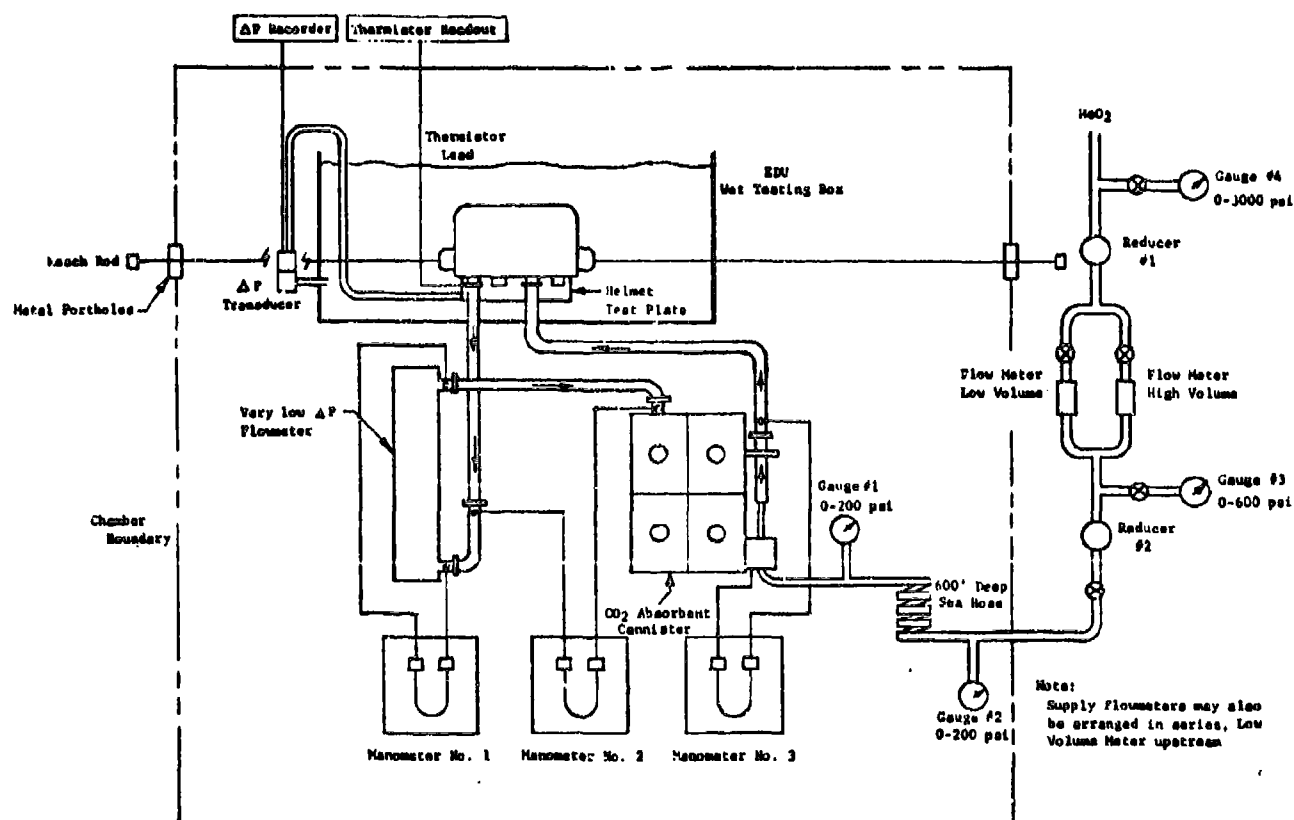 ΔP Recorder
Thermister Readout
Thermistor
Lead
EDU
Wet Testing Box
HeO2
Gauge #4
0-3000 psi
Reducer
#1
Reach Rod
Metal Portholes
ΔP
Transducer
Helmet
Test Plate
Flow Meter
Low Volume
Flow Meter
High Volume
Very low ΔP
Flowmeter
Gauge #1
0-200 psi
Gauge #3
0-600 psi
Reducer
#2
Chamber
Boundary
CO2 Absorbent
Cannister
600' Deep
Sea Hose
Gauge #2
0-200 psi
Note:
Supply flowmeters may also
be arranged in series, Low
Volume Meter upstream
Manometer No. 1
Manometer No. 2
Manometer No. 3